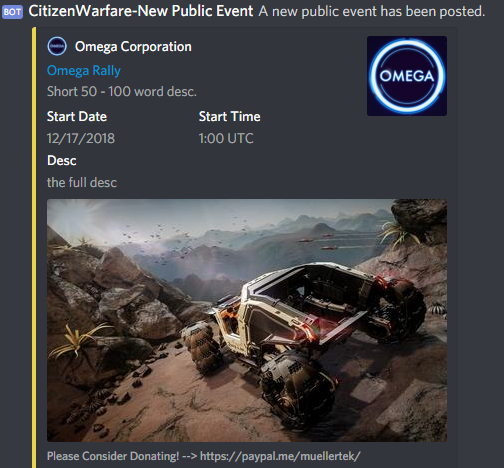 BOT CitizenWarfare-New Public Event A new public event has been posted.
Omega Corporation
OMEGA
Omega Rally
Short 50 - 100 word desc.
Start Date Start Time
12/17/2018 1:00 UTC
Desc
the full desc
Please Consider Donating! --> https://paypal.me/muellertek/